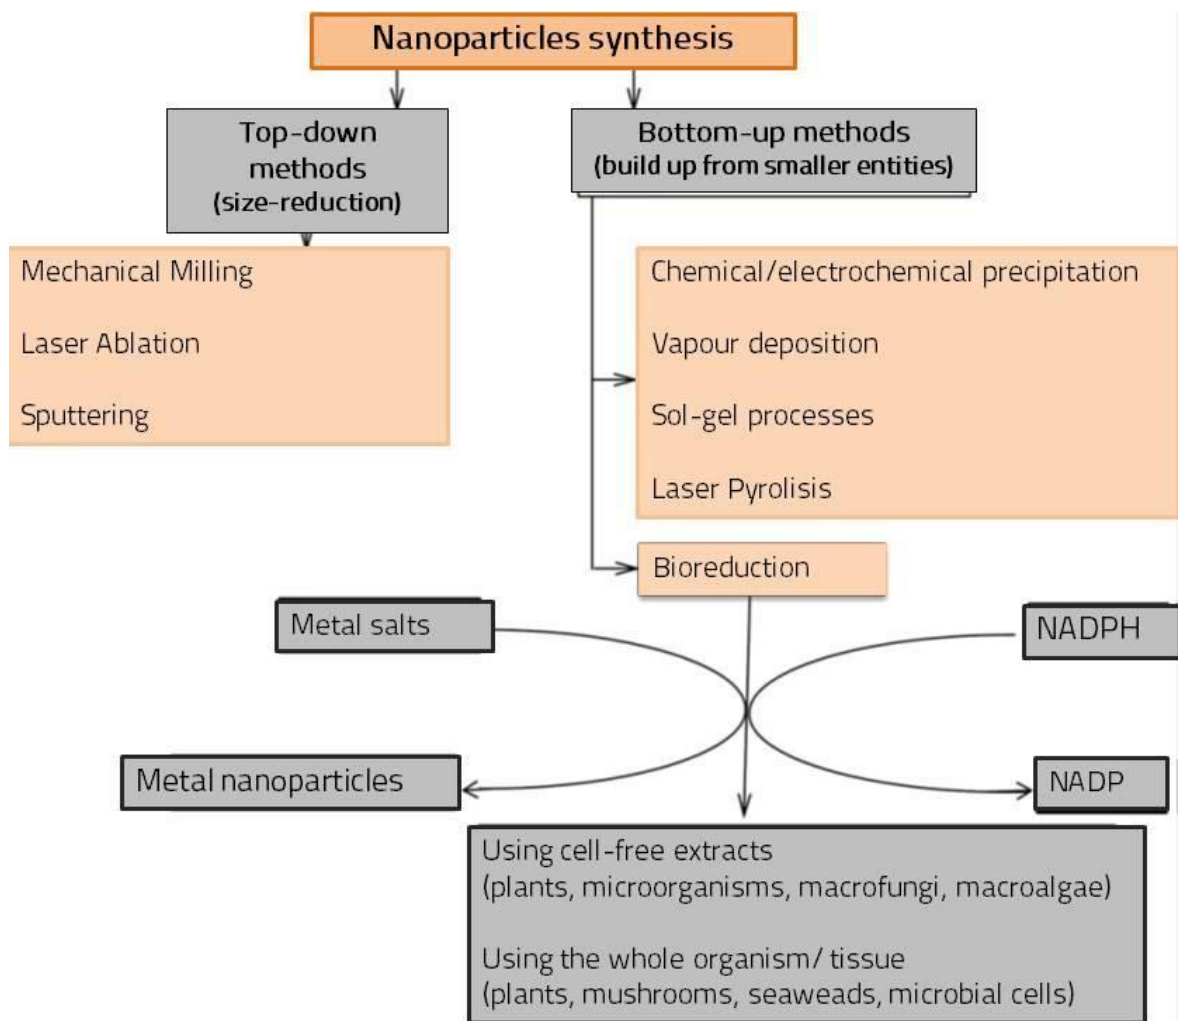 Nanoparticles synthesis
Top-down
methods
(size-reduction)
Bottom-up methods
(build up from smaller entities)
Mechanical Milling
Laser Ablation
Sputtering
Chemical/electrochemical precipitation
Vapour deposition
Sol-gel processes
Laser Pyrolisis
Bioreduction
Metal salts
NADPH
Metal nanoparticles
NADP
Using cell-free extracts
(plants, microorganisms, macrofungi, macroalgae)
Using the whole organism/ tissue
(plants, mushrooms, seaweads, microbial cells)